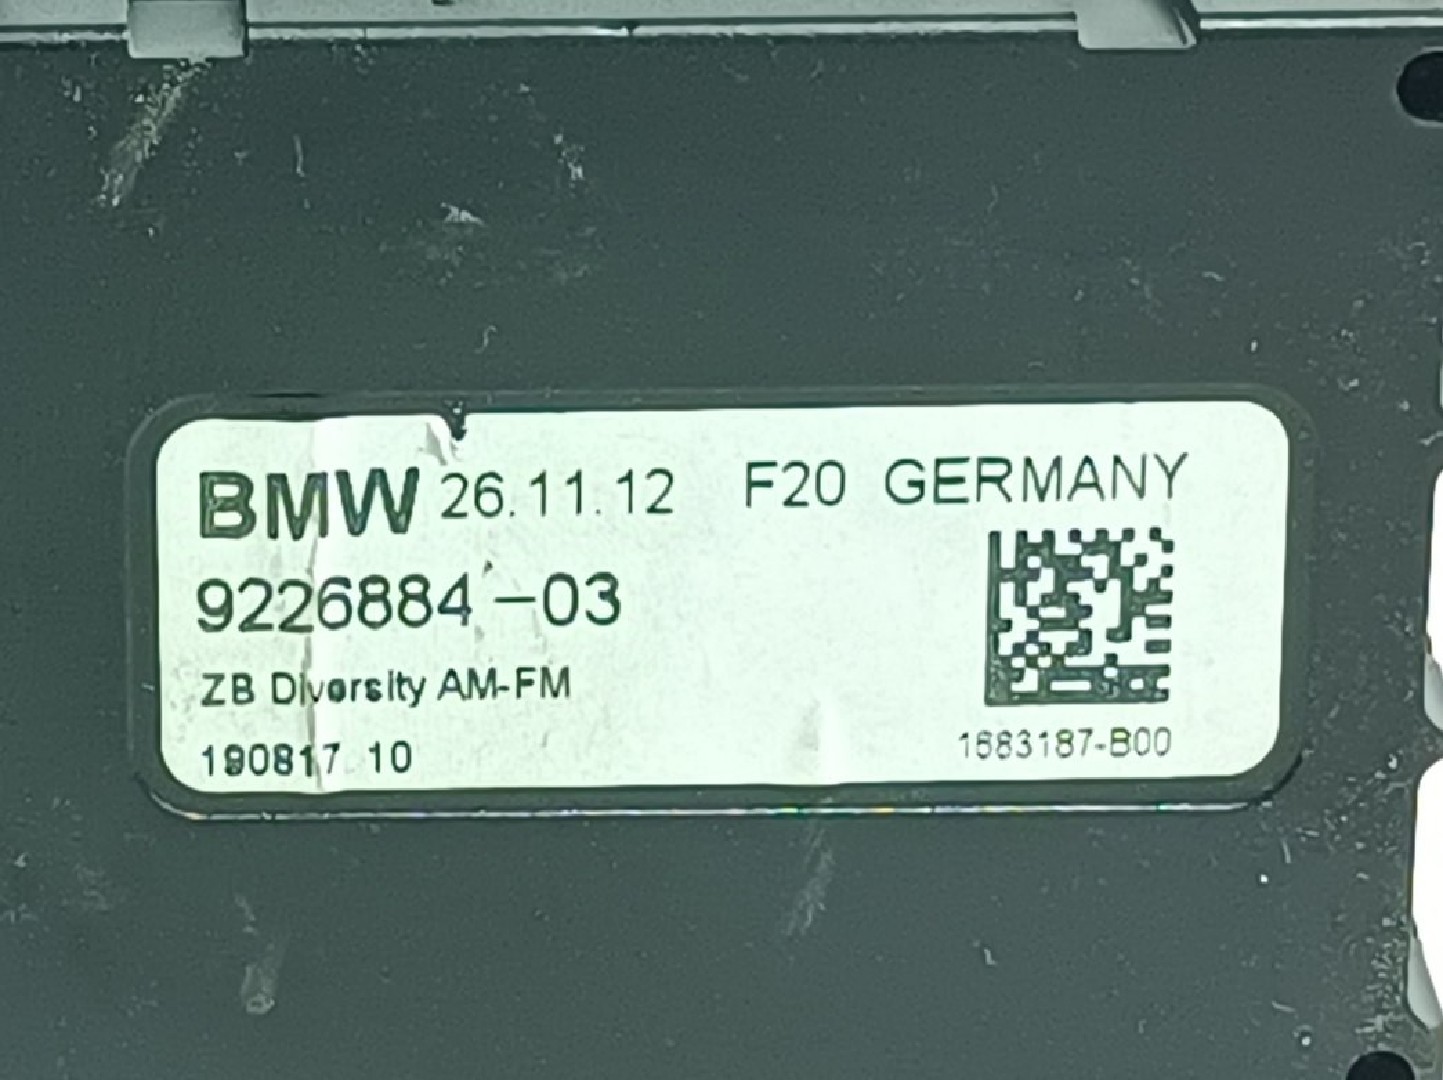 BMW 26.11.12 F20 GERMANY
9226884-03
ZB Diversity AM-FM
190817.10
1683187-B00